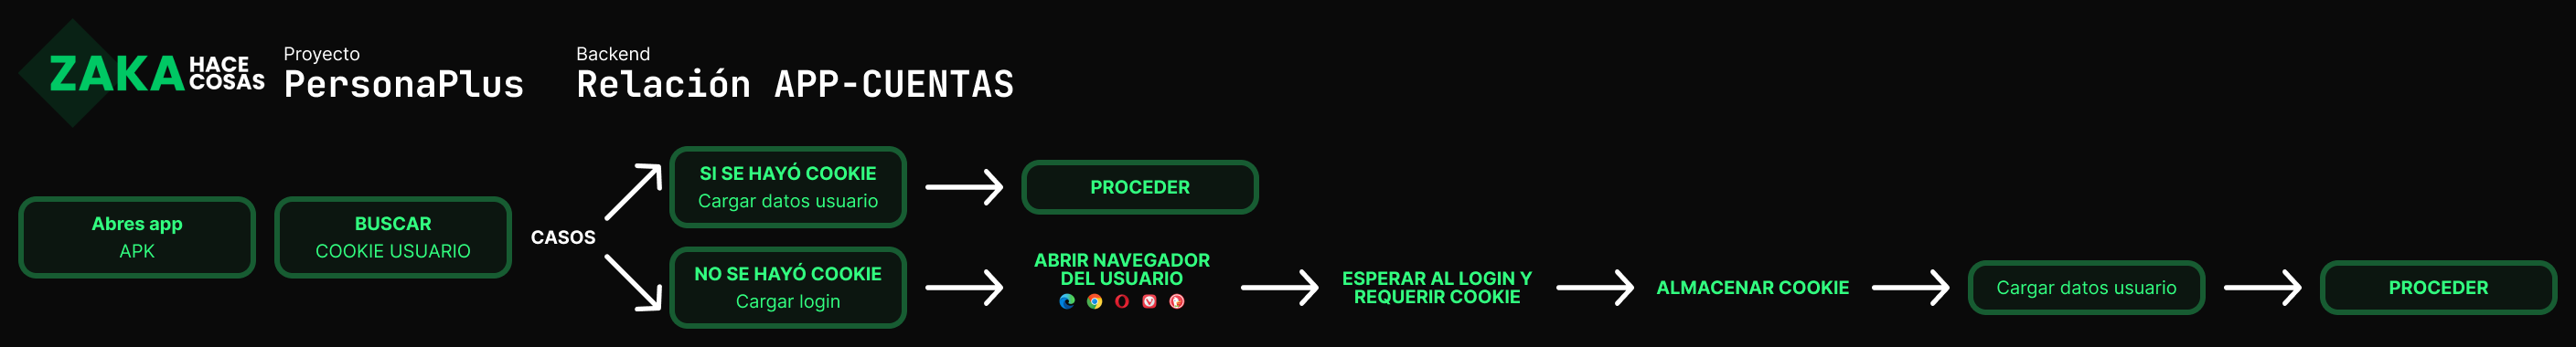 ZAKA HACE COSAS
Proyecto
PersonaPlus
Backend
Relación APP-CUENTAS
Abres app
APK
BUSCAR
COOKIE USUARIO
CASOS
SI SE HAYÓ COOKIE
Cargar datos usuario
PROCEDER
NO SE HAYÓ COOKIE
Cargar login
ABRIR NAVEGADOR
DEL USUARIO
ESPERAR AL LOGIN Y
REQUERIR COOKIE
ALMACENAR COOKIE
Cargar datos usuario
PROCEDER